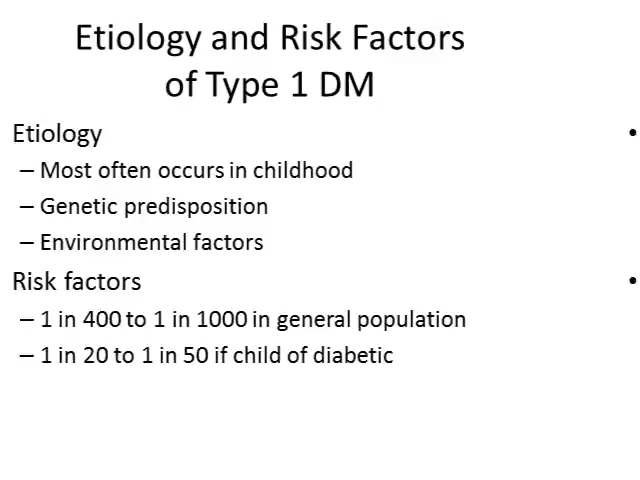 Etiology and Risk Factors
of Type 1 DM
Etiology •
– Most often occurs in childhood
– Genetic predisposition
– Environmental factors
Risk factors •
– 1 in 400 to 1 in 1000 in general population
– 1 in 20 to 1 in 50 if child of diabetic